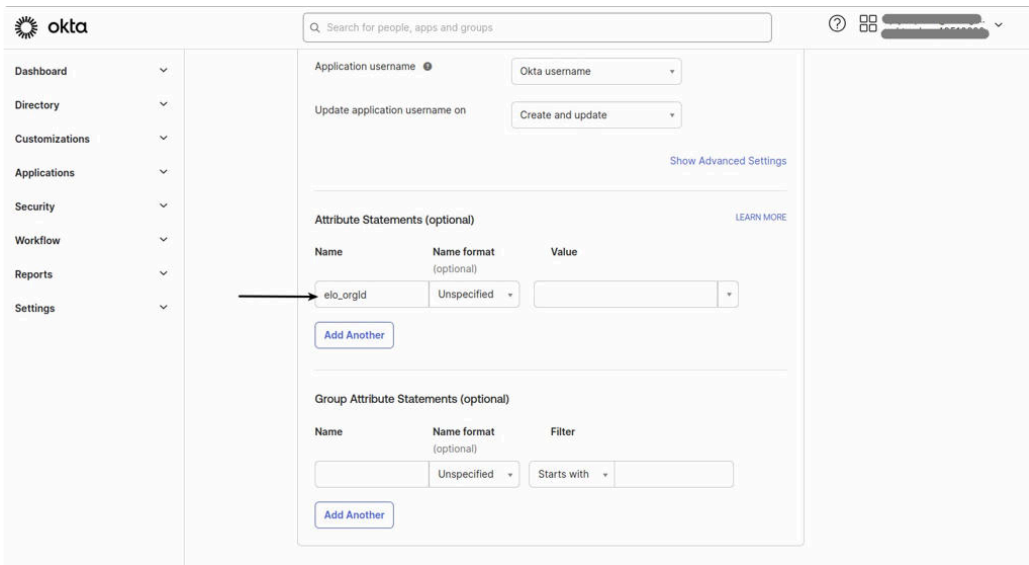 okta
Search for people, apps and groups
Dashboard
Directory
Customizations
Applications
Security
Workflow
Reports
Settings
Application username
Okta username
Update application username on
Create and update
Show Advanced Settings
Attribute Statements (optional)
LEARN MORE
Name Name format Value
(optional)
elo_orgId Unspecified
Add Another
Group Attribute Statements (optional)
Name Name format Filter
(optional)
Unspecified Starts with
Add Another